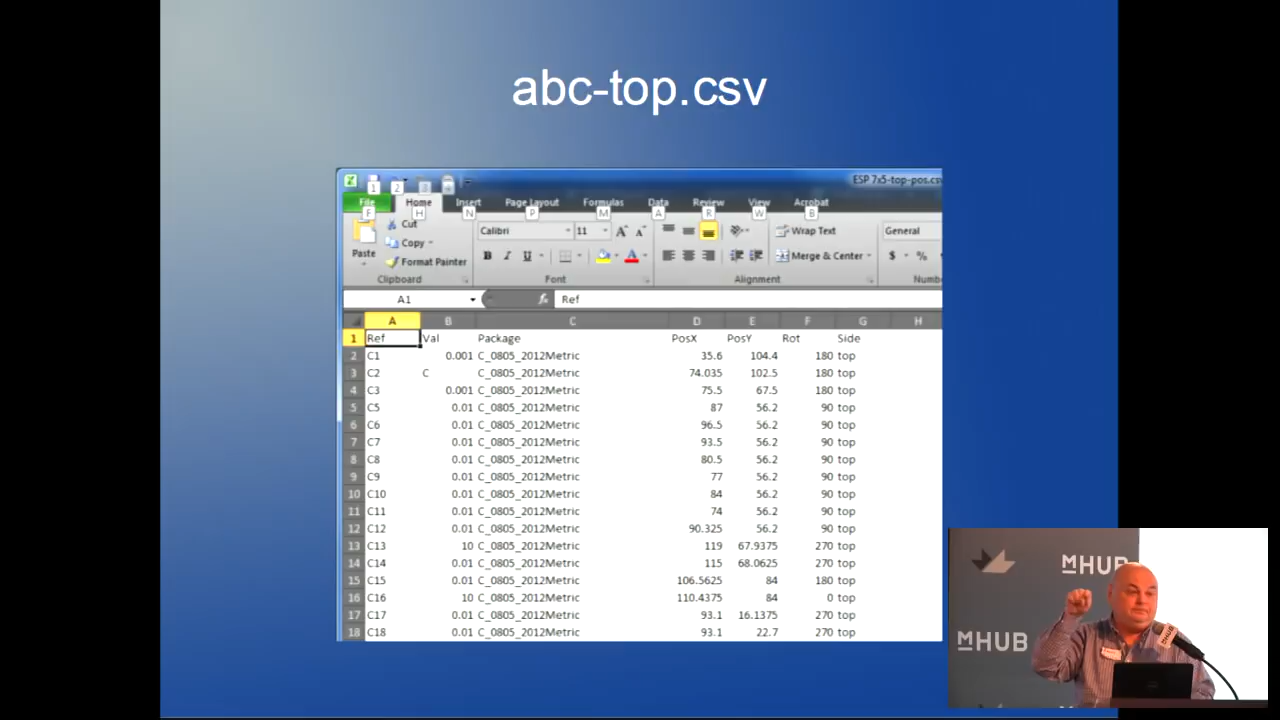 abc-top.csv
ESP 7x5-top-pos.csv
1 2 3
File Home Insert Page Layout Formulas Data Review View Acrobat
F H N P M A R W B
Cut
Copy
Format Painter
Paste
Clipboard
Calibri 11 A A
B I U A
Font
Wrap Text
Merge & Center
Alignment
General
$ %
Numb
A1 fx Ref
A B C D E F G H
1 Ref Val Package PosX PosY Rot Side
2 C1 0.001 C_0805_2012Metric 35.6 104.4 180 top
3 C2 C C_0805_2012Metric 74.035 102.5 180 top
4 C3 0.001 C_0805_2012Metric 75.5 67.5 180 top
5 C5 0.01 C_0805_2012Metric 87 56.2 90 top
6 C6 0.01 C_0805_2012Metric 96.5 56.2 90 top
7 C7 0.01 C_0805_2012Metric 93.5 56.2 90 top
8 C8 0.01 C_0805_2012Metric 80.5 56.2 90 top
9 C9 0.01 C_0805_2012Metric 77 56.2 90 top
10 C10 0.01 C_0805_2012Metric 84 56.2 90 top
11 C11 0.01 C_0805_2012Metric 74 56.2 90 top
12 C12 0.01 C_0805_2012Metric 90.325 56.2 90 top
13 C13 10 C_0805_2012Metric 119 67.9375 270 top
14 C14 0.01 C_0805_2012Metric 115 68.0625 270 top
15 C15 0.01 C_0805_2012Metric 106.5625 84 180 top
16 C16 10 C_0805_2012Metric 110.4375 84 0 top
17 C17 0.01 C_0805_2012Metric 93.1 16.1375 270 top
18 C18 0.01 C_0805_2012Metric 93.1 22.7 270 top
MHUB
MHUB
MHUB